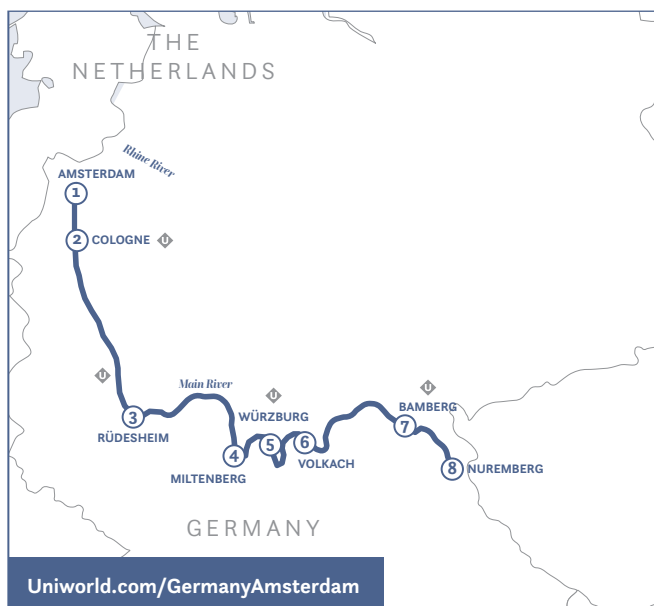 THE
NETHERLANDS
Rhine River
AMSTERDAM
1
2 COLOGNE U
U
3
RÜDESHEIM
Main River
U
WÜRZBURG
4
MILTENBERG
5
6
VOLKACH
U
BAMBERG
7
8 NUREMBERG
GERMANY
Uniworld.com/GermanyAmsterdam